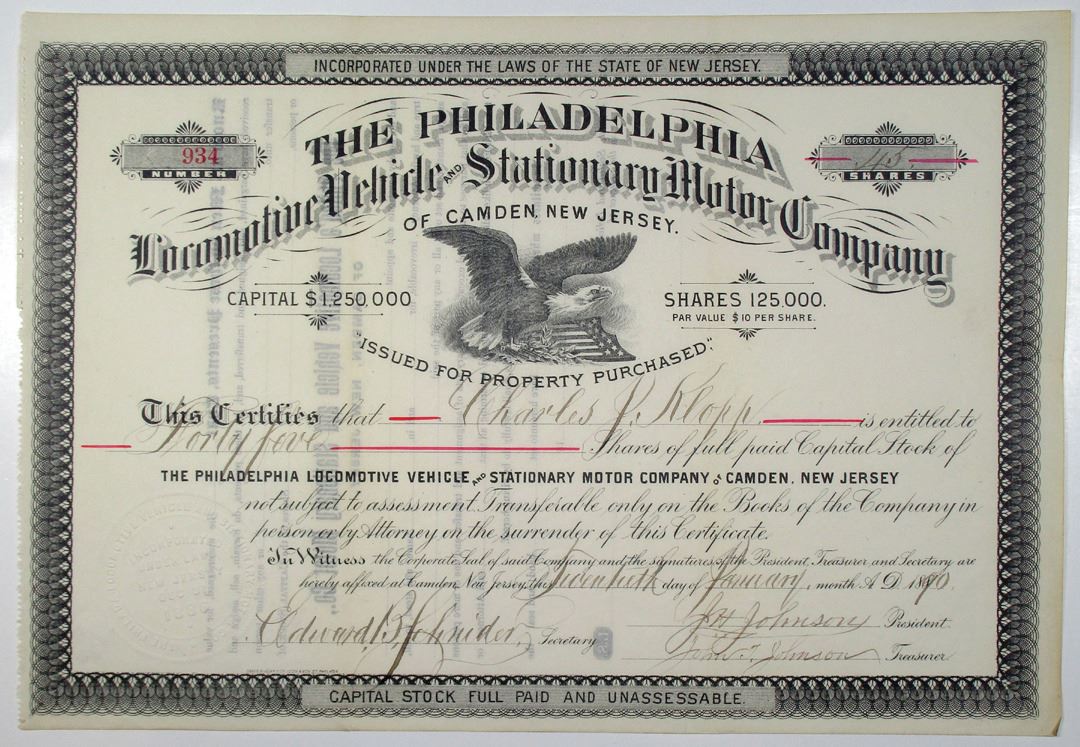 INCORPORATED UNDER THE LAWS OF THE STATE OF NEW JERSEY.
934
NUMBER
45
SHARES
THE PHILADELPHIA
Locomotive Vehicle AND Stationary Motor Company
OF CAMDEN, NEW JERSEY.
CAPITAL $1,250,000
SHARES 125,000.
PAR VALUE $10 PER SHARE.
"ISSUED FOR PROPERTY PURCHASED."
This Certifies that Charles P. Klopp is entitled to
Forty five Shares of full paid Capital Stock of
THE PHILADELPHIA LOCOMOTIVE VEHICLE AND STATIONARY MOTOR COMPANY OF CAMDEN, NEW JERSEY
not subject to assessment. Transferable only on the Books of the Company in
person or by Attorney on the surrender of this Certificate.
In Witness the Corporate Seal of said Company and the signatures of the President, Treasurer and Secretary are
hereby affixed at Camden, New Jersey, this Twentieth day of January, month A. D. 1890.
Edward B. Schneider, Secretary
J H Johnson President
John T. Johnson Treasurer
CAPITAL STOCK FULL PAID AND UNASSESSABLE.